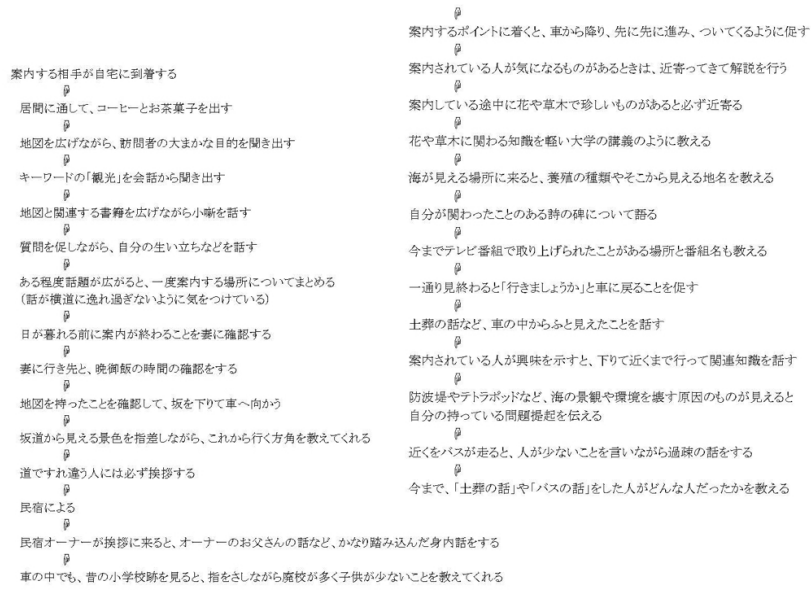 案内する相手が自宅に到着する
居間に通して、コーヒーとお茶菓子を出す
地図を広げながら、訪問者の大まかな目的を聞き出す
キーワードの「観光」を会話から聞き出す
地図と関連する書籍を広げながら小噺を話す
質問を促しながら、自分の生い立ちなどを話す
ある程度話題が広がると、一度案内する場所についてまとめる
(話が横道に逸れ過ぎないように気をつけている)
日が暮れる前に案内が終わることを妻に確認する
妻に行き先と、晩御飯の時間の確認をする
地図を持ったことを確認して、坂を下りて車へ向かう
坂道から見える景色を指差しながら、これから行く方角を教えてくれる
道ですれ違う人には必ず挨拶する
民宿による
民宿オーナーが挨拶に来ると、オーナーのお父さんの話など、かなり踏み込んだ身内話をする
車の中でも、昔の小学校跡を見ると、指をさしながら廃校が多く子供が少ないことを教えてくれる
案内するポイントに着くと、車から降り、先に先に進み、ついてくるように促す
案内されている人が気になるものがあるときは、近寄ってきて解説を行う
案内している途中に花や草木で珍しいものがあると必ず近寄る
花や草木に関わる知識を軽い大学の講義のように教える
海が見える場所に来ると、養殖の種類やそこから見える地名を教える
自分が関わったことのある詩の碑について語る
今までテレビ番組で取り上げられたことがある場所と番組名も教える
一通り見終わると「行きましょうか」と車に戻ることを促す
土葬の話など、車の中からふと見えたことを話す
案内されている人が興味を示すと、下りて近くまで行って関連知識を話す
防波堤やテトラポッドなど、海の景観や環境を壊す原因のものが見えると
自分の持っている問題提起を伝える
近くをバスが走ると、人が少ないことを言いながら過疎の話をする
今まで、「土葬の話」や「バスの話」をした人がどんな人だったかを教える